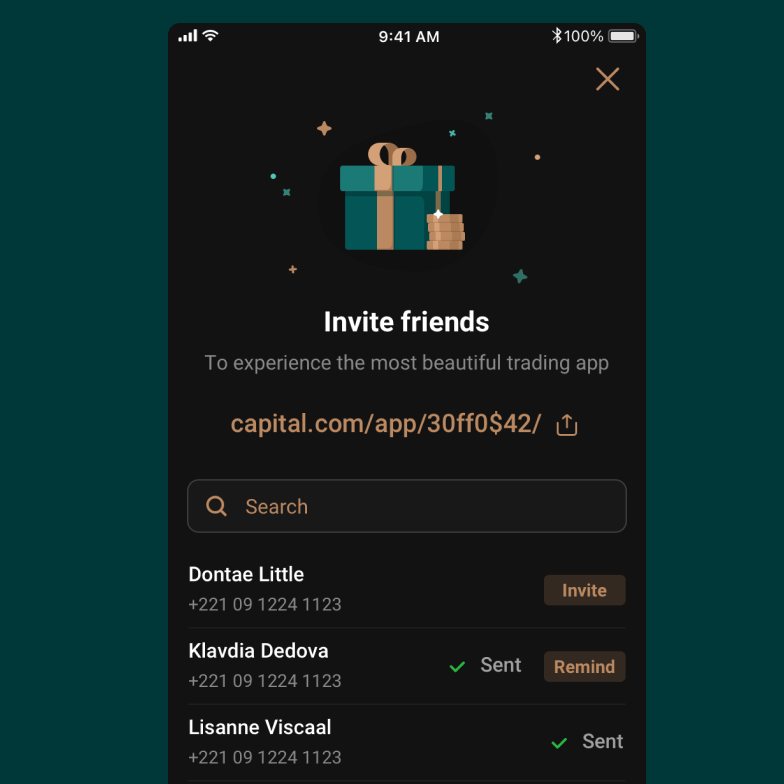 9:41 AM
100%
Invite friends
To experience the most beautiful trading app
capital.com/app/30ff0$42/
Search
Dontae Little
+221 09 1224 1123
Invite
Klavdia Dedova
+221 09 1224 1123
Sent
Remind
Lisanne Viscaal
+221 09 1224 1123
Sent